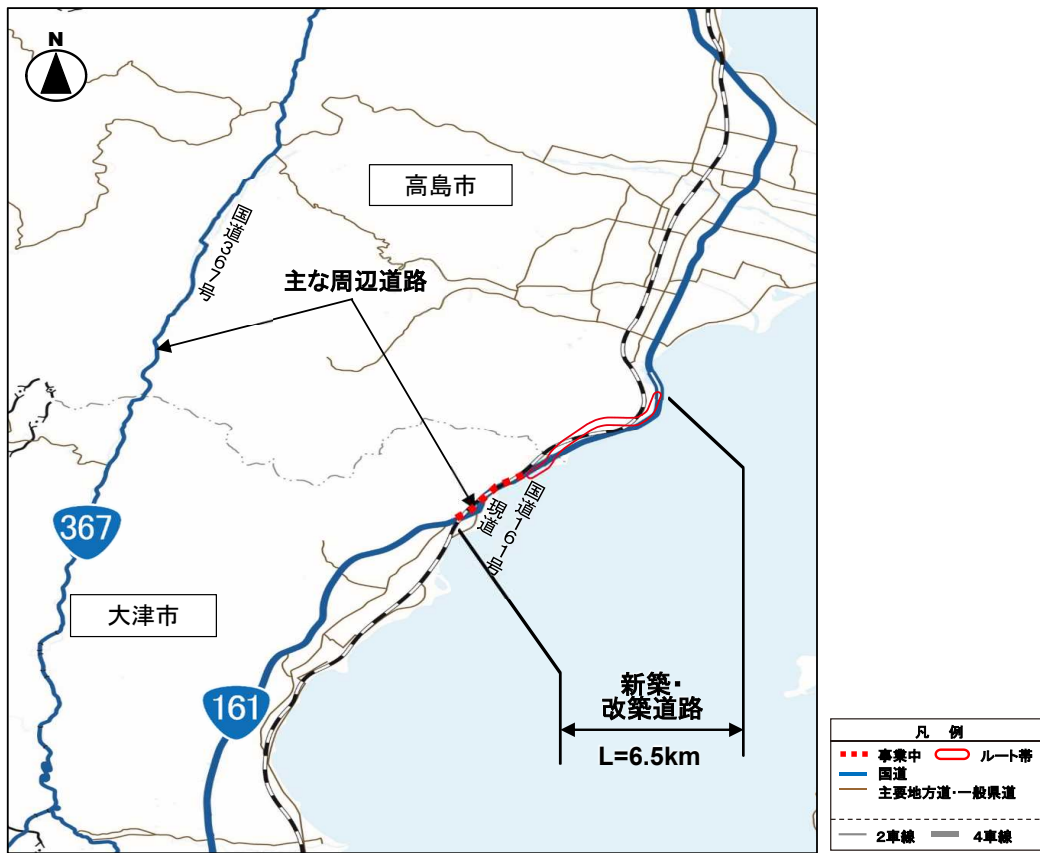 N
高島市
国道367号
主な周辺道路
国道161号
現道
367
大津市
161
新築・
改築道路
L=6.5km
凡 例
事業中 ルート帯
国道
主要地方道・一般県道
2車線 4車線